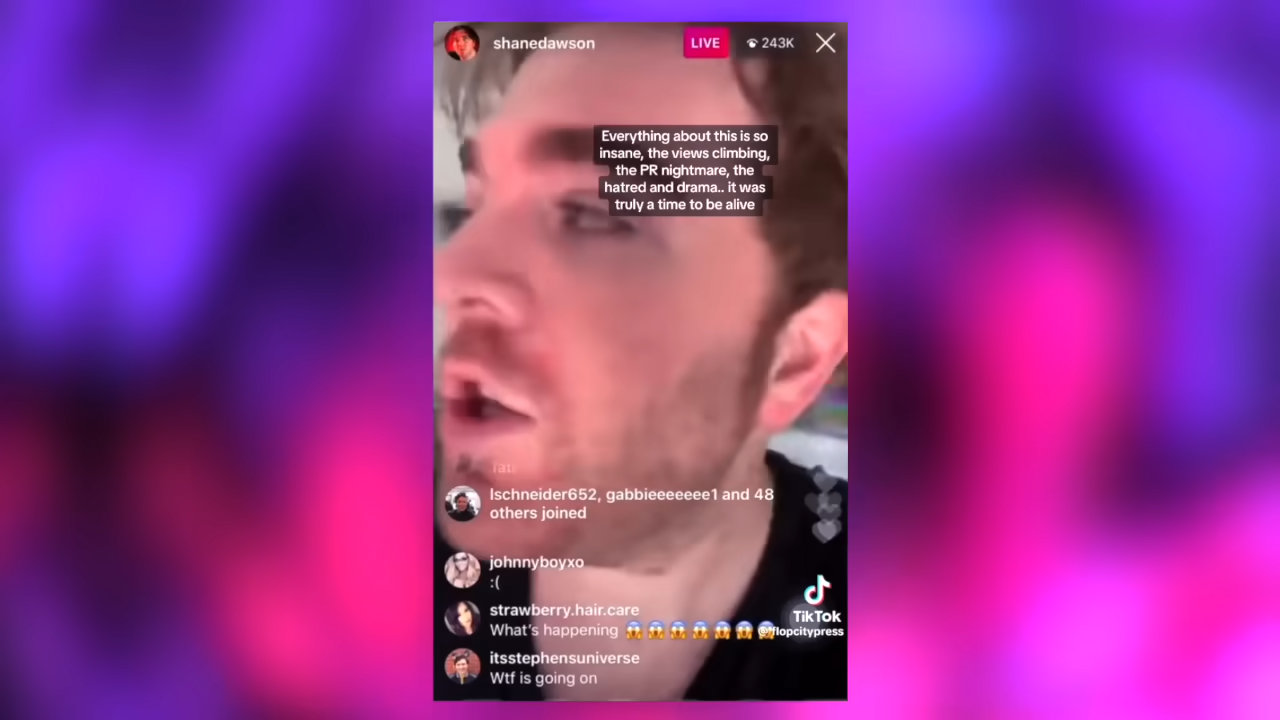 shanedawson
LIVE
243K
Everything about this is so
insane, the views climbing,
the PR nightmare, the
hatred and drama.. it was
truly a time to be alive
lschneider652, gabbieeeeeee1 and 48
others joined
johnnyboyxo
:(
strawberry.hair.care
What's happening 😱😱😱😱😱😱😱
TikTok
@fflopcitypress
itsstephensuniverse
Wtf is going on